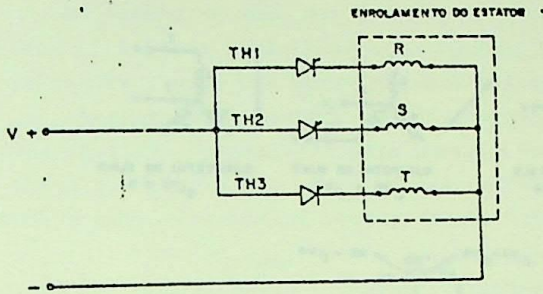 ENROLAMENTO DO ESTATOR
TH1
R
TH2
S
V +
TH3
T
-